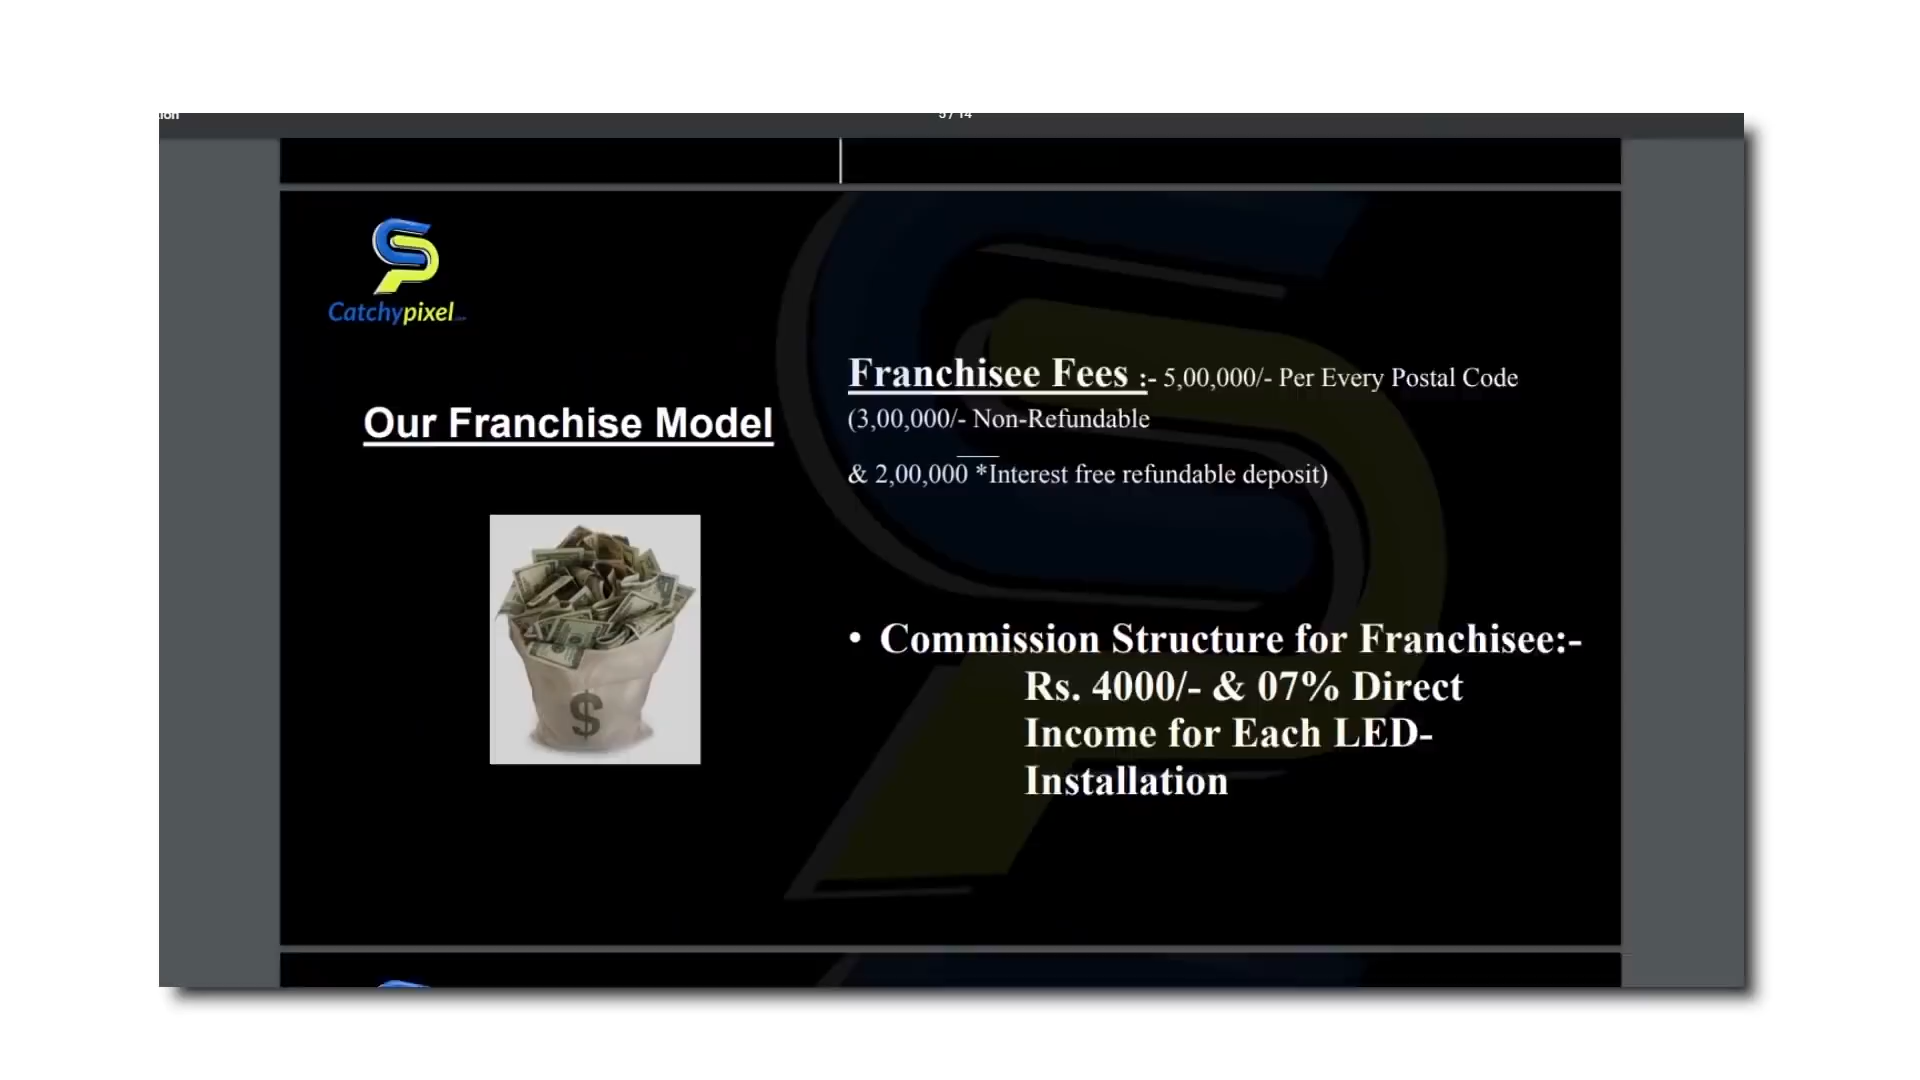 5 / 14
Catchypixel
Our Franchise Model
$
Franchisee Fees :- 5,00,000/- Per Every Postal Code
(3,00,000/- Non-Refundable
& 2,00,000 *Interest free refundable deposit)
• Commission Structure for Franchisee:-
Rs. 4000/- & 07% Direct
Income for Each LED-
Installation